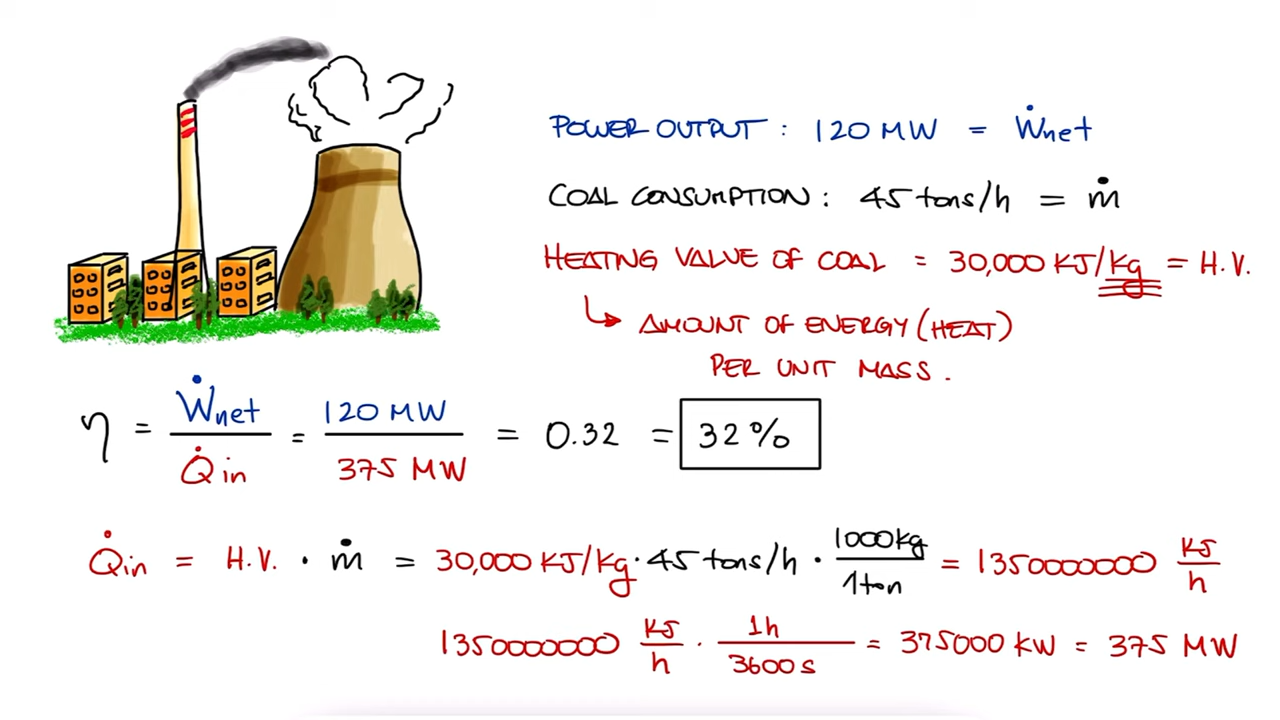 POWER OUTPUT : 120 MW = Ẇnet
COAL CONSUMPTION : 45 tons/h = ṁ
HEATING VALUE OF COAL = 30,000 KJ/Kg = H.V.
↳ AMOUNT OF ENERGY (HEAT)
PER UNIT MASS.
η = Ẇnet / Q̇in = 120 MW / 375 MW = 0.32 = 32%
Q̇in = H.V. · ṁ = 30,000 KJ/Kg · 45 tons/h · 1000kg / 1ton = 1350000000 KJ / h
1350000000 KJ / h · 1h / 3600 s = 375000 KW = 375 MW